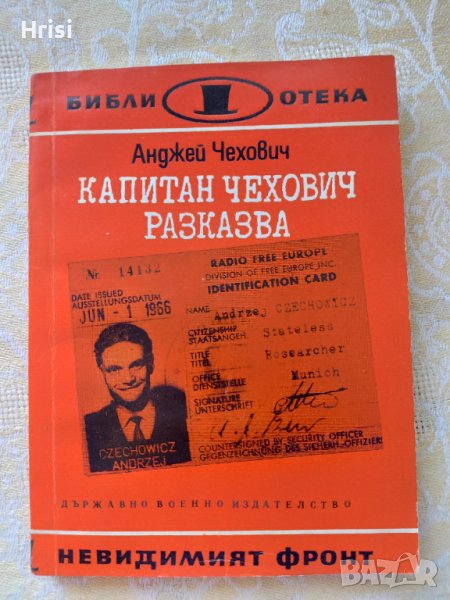 Hrisi
БИБЛИ ОТЕКА
Анджей Чехович
КАПИТАН ЧЕХОВИЧ
РАЗКАЗВА
Nr. 14132
RADIO FREE EUROPE
DIVISION OF FREE EUROPE, INC.
IDENTIFICATION CARD
DATE ISSUED
AUSSTELLUNGSDATUM
JUN - 1 1966
NAME Andrzej CZECHOWICZ
CITIZENSHIP Stateless
STAATSANGEH.
TITLE Researcher
TITEL
OFFICE Munich
DIENSTSTELLE
SIGNATURE
UNTERSCHRIFT
COUNTERSIGNED BY SECURITY OFFICER
GEGENZEICHNUNG DES SICHERH. OFFIZIERS
CZECHOWICZ
ANDRZEJ
ДЪРЖАВНО ВОЕННО ИЗДАТЕЛСТВО
НЕВИДИМИЯТ ФРОНТ
BAZAR